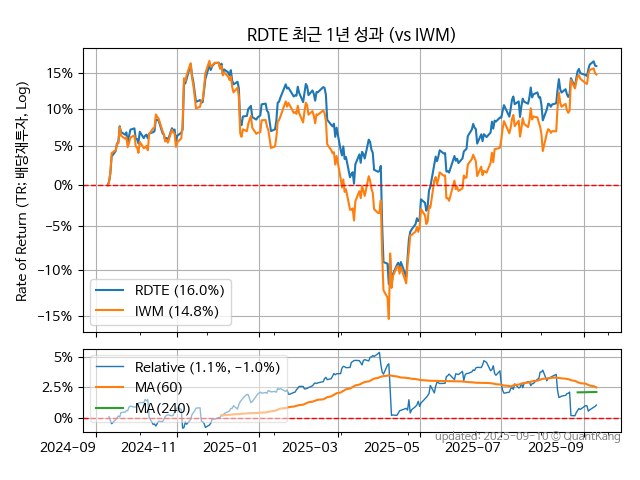 RDTE 최근 1년 성과 (vs IWM)
Rate of Return (TR: 배당재투자, Log)
15%
10%
5%
0%
−5%
−10%
−15%
RDTE (16.0%)
IWM (14.8%)
5%
2.5%
0%
Relative (1.1%, −1.0%)
MA(60)
MA(240)
2024-09
2024-11
2025-01
2025-03
2025-05
2025-07
2025-09
updated: 2025-09-10 © QuantKang